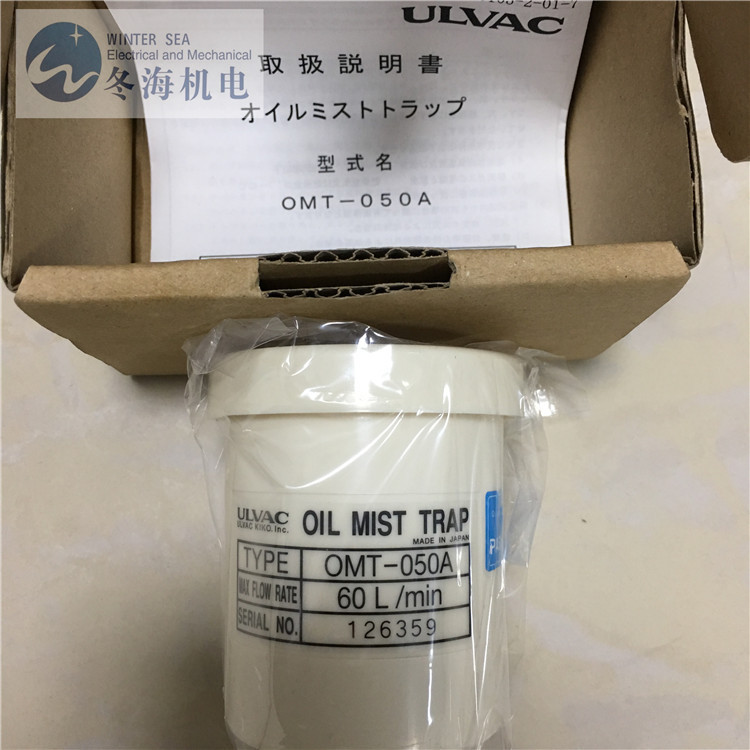 WINTER SEA
Electrical and Mechanical
冬海机电
ULVAC
取扱説明書
オイルミストトラップ
型式名
OMT-050A
ULVAC OIL MIST TRAP
ULVAC KIKO. Inc.
MADE IN JAPAN
TYPE OMT-050A
MAX FLOW RATE 60 L/min
SERIAL NO. 126359